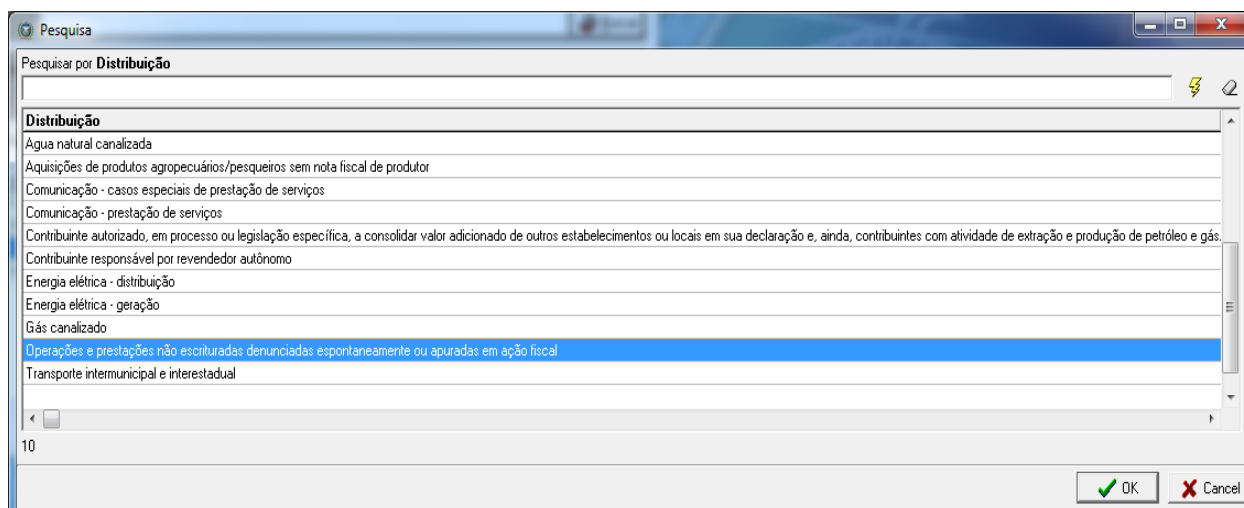 Pesquisa
Pesquisar por Distribuição
Distribuição
Agua natural canalizada
Aquisições de produtos agropecuários/pesqueiros sem nota fiscal de produtor
Comunicação - casos especiais de prestação de serviços
Comunicação - prestação de serviços
Contribuinte autorizado, em processo ou legislação específica, a consolidar valor adicionado de outros estabelecimentos ou locais em sua declaração e, ainda, contribuintes com atividade de extração e produção de petróleo e gás.
Contribuinte responsável por revendedor autônomo
Energia elétrica - distribuição
Energia elétrica - geração
Gás canalizado
Operações e prestações não escrituradas denunciadas espontaneamente ou apuradas em ação fiscal
Transporte intermunicipal e interestadual
10
OK
Cancel